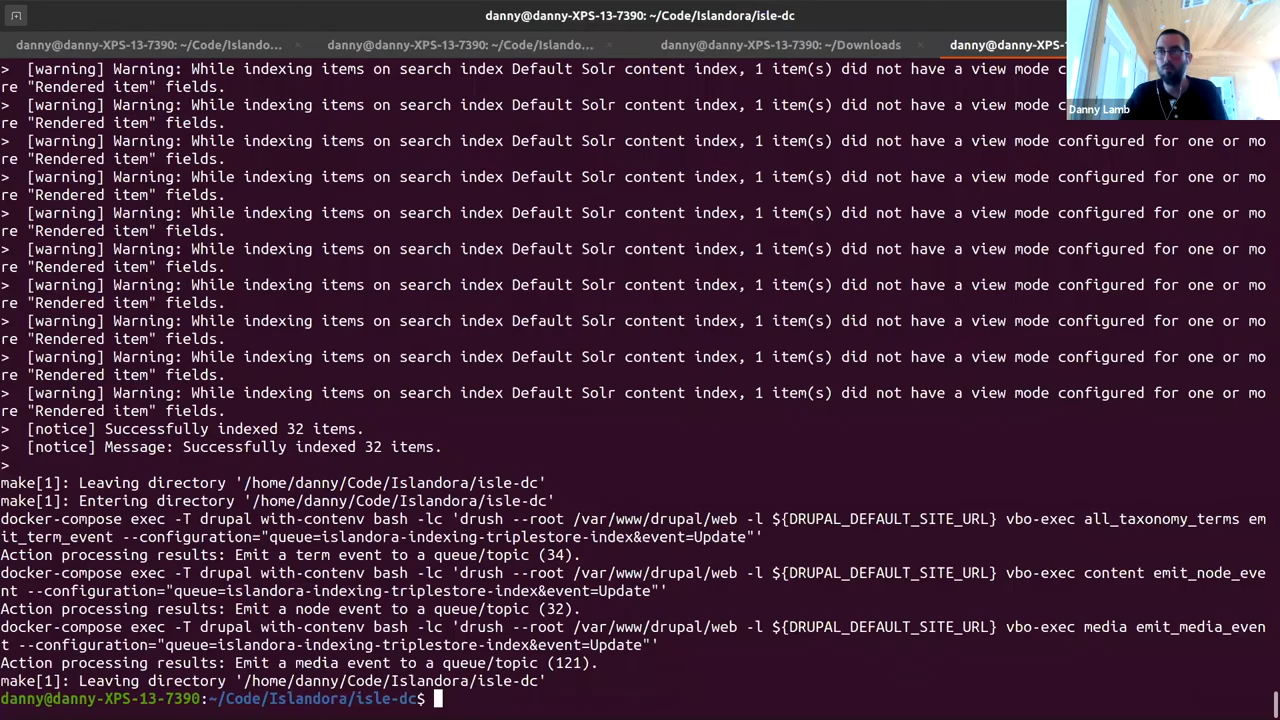 danny@danny-XPS-13-7390: ~/Code/Islandora/isle-dc
danny@danny-XPS-13-7390: ~/Code/Islando... × danny@danny-XPS-13-7390: ~/Code/Islando... × danny@danny-XPS-13-7390: ~/Downloads × danny@danny-XPS-1
> [warning] Warning: While indexing items on search index Default Solr content index, 1 item(s) did not have a view mode c
re "Rendered item" fields.
> [warning] Warning: While indexing items on search index Default Solr content index, 1 item(s) did not have a view mode c
Danny Lamb
re "Rendered item" fields.
> [warning] Warning: While indexing items on search index Default Solr content index, 1 item(s) did not have a view mode configured for one or mo
re "Rendered item" fields.
> [warning] Warning: While indexing items on search index Default Solr content index, 1 item(s) did not have a view mode configured for one or mo
re "Rendered item" fields.
> [warning] Warning: While indexing items on search index Default Solr content index, 1 item(s) did not have a view mode configured for one or mo
re "Rendered item" fields.
> [warning] Warning: While indexing items on search index Default Solr content index, 1 item(s) did not have a view mode configured for one or mo
re "Rendered item" fields.
> [warning] Warning: While indexing items on search index Default Solr content index, 1 item(s) did not have a view mode configured for one or mo
re "Rendered item" fields.
> [warning] Warning: While indexing items on search index Default Solr content index, 1 item(s) did not have a view mode configured for one or mo
re "Rendered item" fields.
> [warning] Warning: While indexing items on search index Default Solr content index, 1 item(s) did not have a view mode configured for one or mo
re "Rendered item" fields.
> [warning] Warning: While indexing items on search index Default Solr content index, 1 item(s) did not have a view mode configured for one or mo
re "Rendered item" fields.
> [notice] Successfully indexed 32 items.
> [notice] Message: Successfully indexed 32 items.
>
make[1]: Leaving directory '/home/danny/Code/Islandora/isle-dc'
make[1]: Entering directory '/home/danny/Code/Islandora/isle-dc'
docker-compose exec -T drupal with-contenv bash -lc 'drush --root /var/www/drupal/web -l ${DRUPAL_DEFAULT_SITE_URL} vbo-exec all_taxonomy_terms em
it_term_event --configuration="queue=islandora-indexing-triplestore-index&event=Update"'
Action processing results: Emit a term event to a queue/topic (34).
docker-compose exec -T drupal with-contenv bash -lc 'drush --root /var/www/drupal/web -l ${DRUPAL_DEFAULT_SITE_URL} vbo-exec content emit_node_eve
nt --configuration="queue=islandora-indexing-triplestore-index&event=Update"'
Action processing results: Emit a node event to a queue/topic (32).
docker-compose exec -T drupal with-contenv bash -lc 'drush --root /var/www/drupal/web -l ${DRUPAL_DEFAULT_SITE_URL} vbo-exec media emit_media_even
t --configuration="queue=islandora-indexing-triplestore-index&event=Update"'
Action processing results: Emit a media event to a queue/topic (121).
make[1]: Leaving directory '/home/danny/Code/Islandora/isle-dc'
danny@danny-XPS-13-7390:~/Code/Islandora/isle-dc$